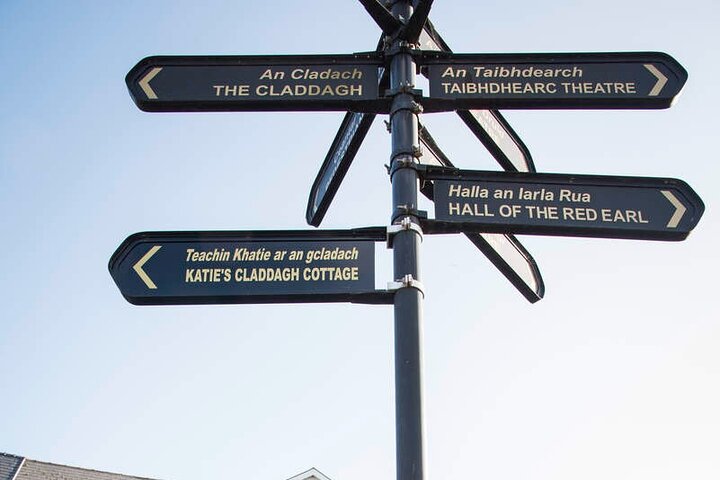 An Cladach
THE CLADDAGH
An Taibhdearch
TAIBHDHEARC THEATRE
Halla an Iarla Rua
HALL OF THE RED EARL
Teachin Khatie ar an gcladach
KATIE'S CLADDAGH COTTAGE